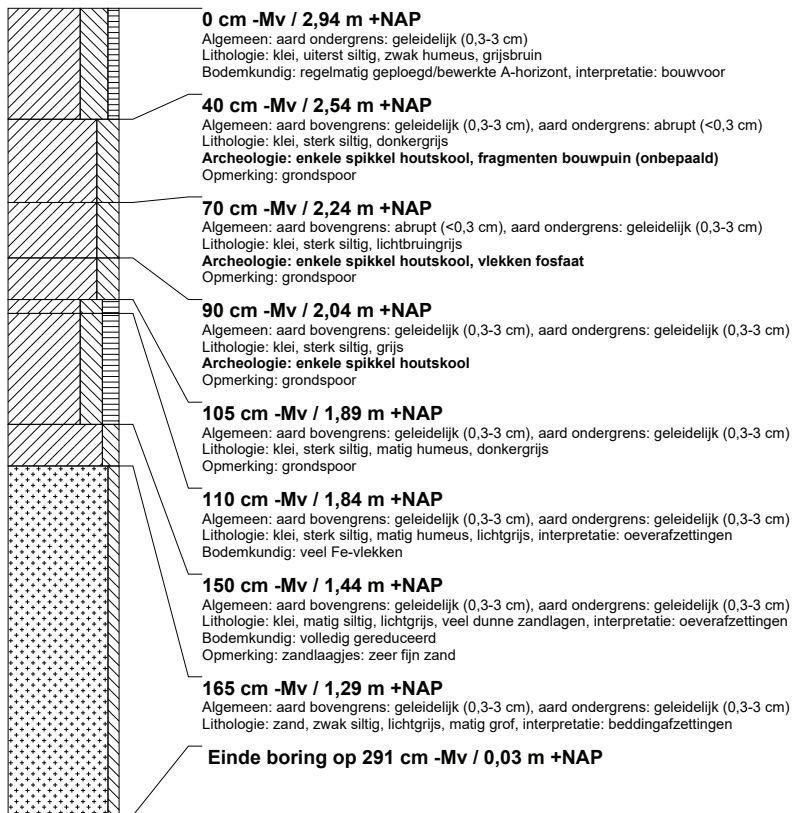 0 cm -Mv / 2,94 m +NAP
Algemeen: aard ondergrens: geleidelijk (0,3-3 cm)
Lithologie: klei, uiterst siltig, zwak humeus, grijsbruin
Bodemkundig: regelmatig geploegd/bewerkte A-horizont, interpretatie: bouwvoor
40 cm -Mv / 2,54 m +NAP
Algemeen: aard bovengrens: geleidelijk (0,3-3 cm), aard ondergrens: abrupt (<0,3 cm)
Lithologie: klei, sterk siltig, donkergrijs
Archeologie: enkele spikkel houtskool, fragmenten bouwpuin (onbepaald)
Opmerking: grondspoor
70 cm -Mv / 2,24 m +NAP
Algemeen: aard bovengrens: abrupt (<0,3 cm), aard ondergrens: geleidelijk (0,3-3 cm)
Lithologie: klei, sterk siltig, lichtbruingrijs
Archeologie: enkele spikkel houtskool, vlekken fosfaat
Opmerking: grondspoor
90 cm -Mv / 2,04 m +NAP
Algemeen: aard bovengrens: geleidelijk (0,3-3 cm), aard ondergrens: geleidelijk (0,3-3 cm)
Lithologie: klei, sterk siltig, grijs
Archeologie: enkele spikkel houtskool
Opmerking: grondspoor
105 cm -Mv / 1,89 m +NAP
Algemeen: aard bovengrens: geleidelijk (0,3-3 cm), aard ondergrens: geleidelijk (0,3-3 cm)
Lithologie: klei, sterk siltig, matig humeus, donkergrijs
Opmerking: grondspoor
110 cm -Mv / 1,84 m +NAP
Algemeen: aard bovengrens: geleidelijk (0,3-3 cm), aard ondergrens: geleidelijk (0,3-3 cm)
Lithologie: klei, sterk siltig, matig humeus, lichtgrijs, interpretatie: oeverafzettingen
Bodemkundig: veel Fe-vlekken
150 cm -Mv / 1,44 m +NAP
Algemeen: aard bovengrens: geleidelijk (0,3-3 cm), aard ondergrens: geleidelijk (0,3-3 cm)
Lithologie: klei, matig siltig, lichtgrijs, veel dunne zandlagen, interpretatie: oeverafzettingen
Bodemkundig: volledig gereduceerd
Opmerking: zandlaagjes: zeer fijn zand
165 cm -Mv / 1,29 m +NAP
Algemeen: aard bovengrens: geleidelijk (0,3-3 cm), aard ondergrens: geleidelijk (0,3-3 cm)
Lithologie: zand, zwak siltig, lichtgrijs, matig grof, interpretatie: beddingafzettingen
Einde boring op 291 cm -Mv / 0,03 m +NAP